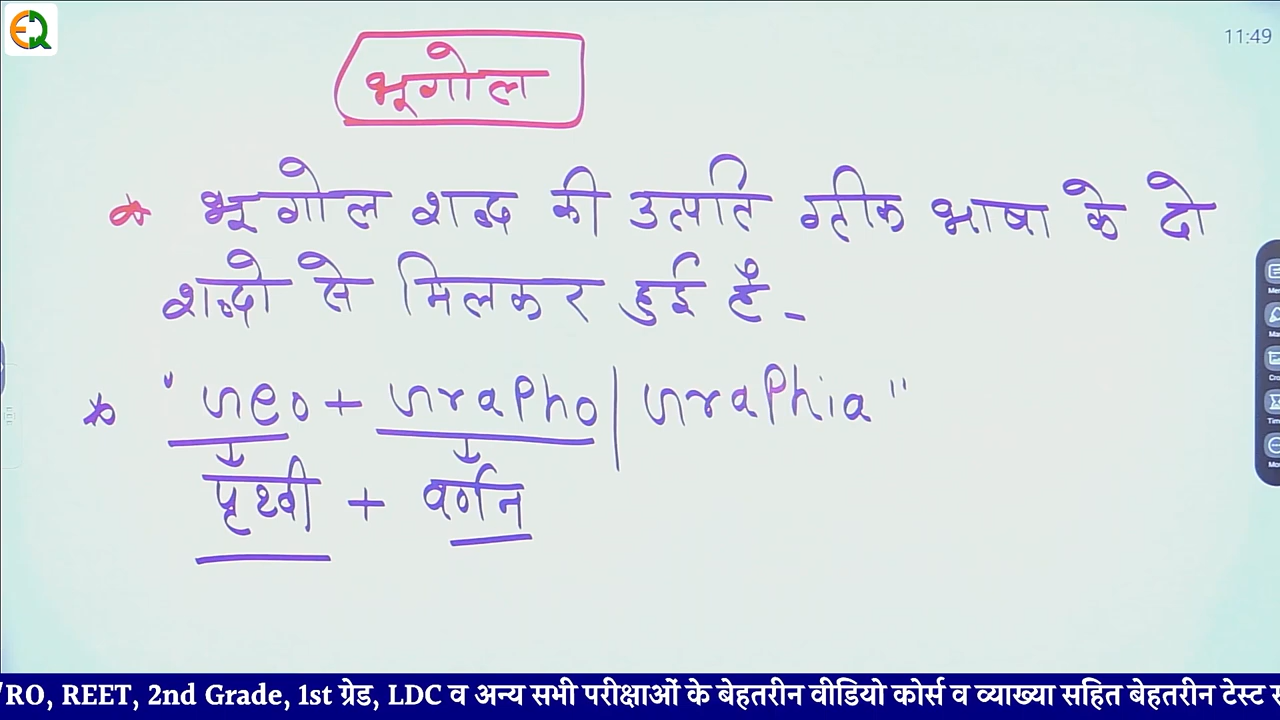 EQ
11:49
भूगोल
* भूगोल शब्द की उत्पति ग्रीक भाषा के दो
शब्दो से मिलकर हुई है -
* "Geo + Grapho | Graphia"
पृथ्वी + वर्णन
RO, REET, 2nd Grade, 1st ग्रेड, LDC व अन्य सभी परीक्षाओं के बेहतरीन वीडियो कोर्स व व्याख्या सहित बेहतरीन टेस्ट